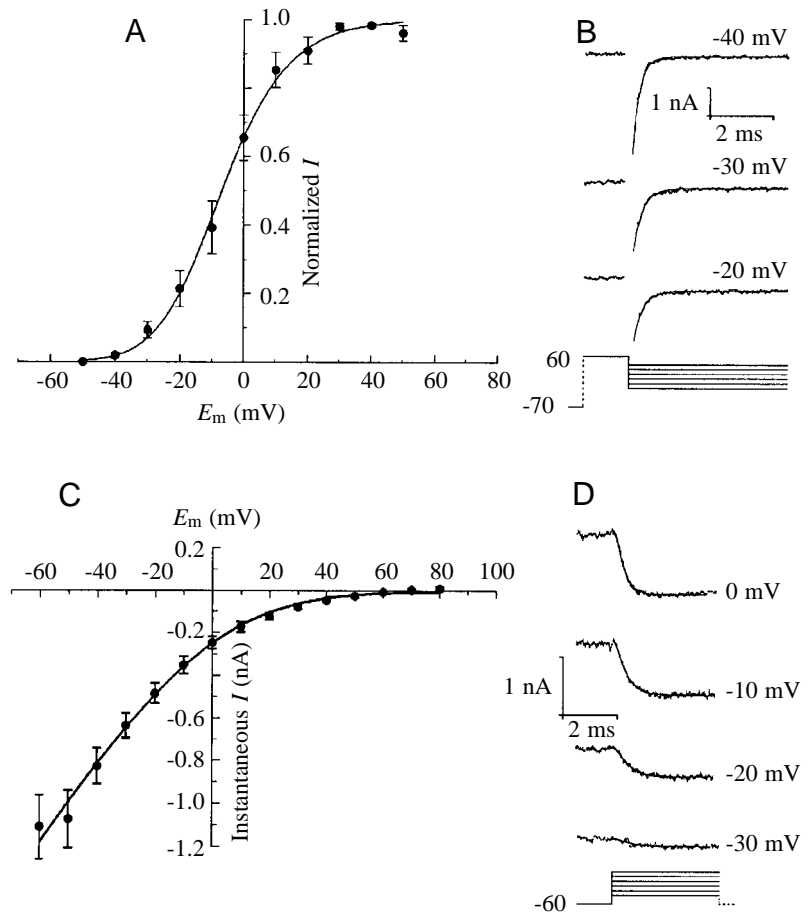 A
1.0
0.6
0.4
0.2
Normalized I
-60 -40 -20 0 20 40 60 80
Em (mV)
B
-40 mV
1 nA
2 ms
-30 mV
-20 mV
60
-70
C
Em (mV)
0.2
-60 -20 20 40 60 80 100
-0.2
-0.4
-0.6
-0.8
-1.0
-1.2
Instantaneous I (nA)
D
0 mV
-10 mV
1 nA
2 ms
-20 mV
-30 mV
-60